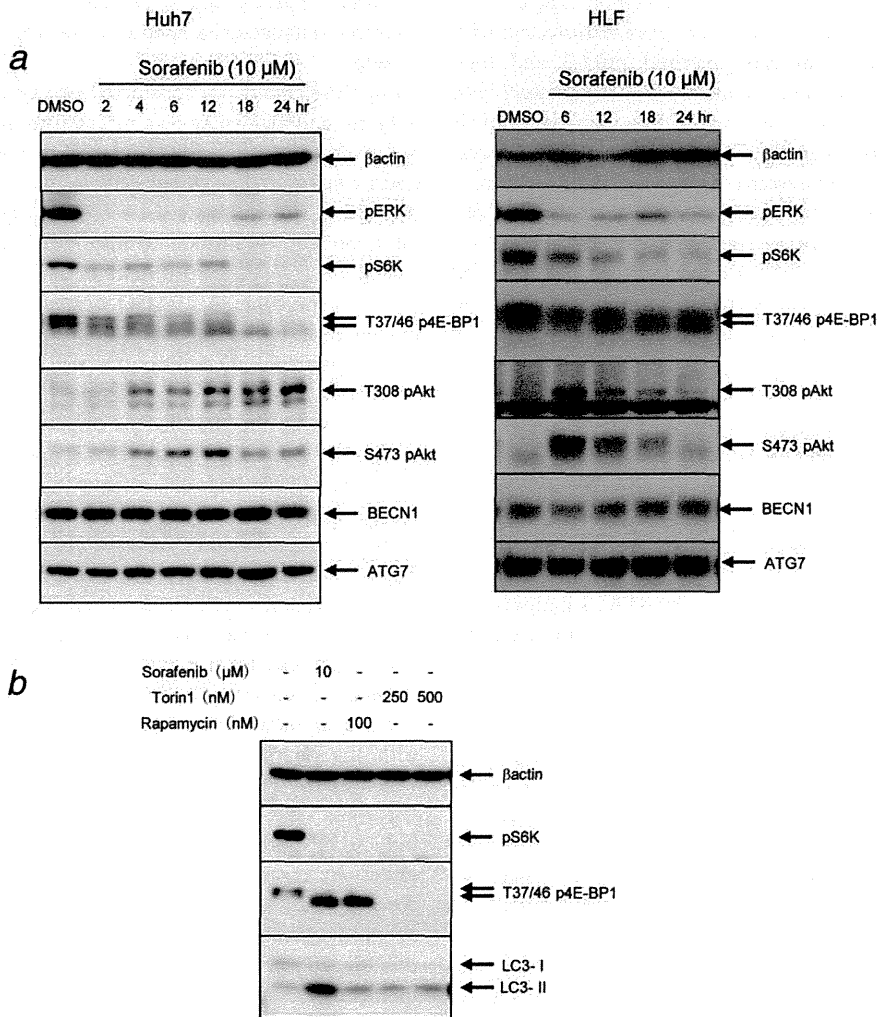 Huh7
HLF
a
Sorafenib (10 µM)
DMSO 2 4 6 12 18 24 hr
βactin
pERK
pS6K
T37/46 p4E-BP1
T308 pAkt
S473 pAkt
BECN1
ATG7
Sorafenib (10 µM)
DMSO 6 12 18 24 hr
βactin
pERK
pS6K
T37/46 p4E-BP1
T308 pAkt
S473 pAkt
BECN1
ATG7
b
Sorafenib (µM) - 10 - - -
Torin1 (nM) - - - 250 500
Rapamycin (nM) - - 100 - -
βactin
pS6K
T37/46 p4E-BP1
LC3- I
LC3- II